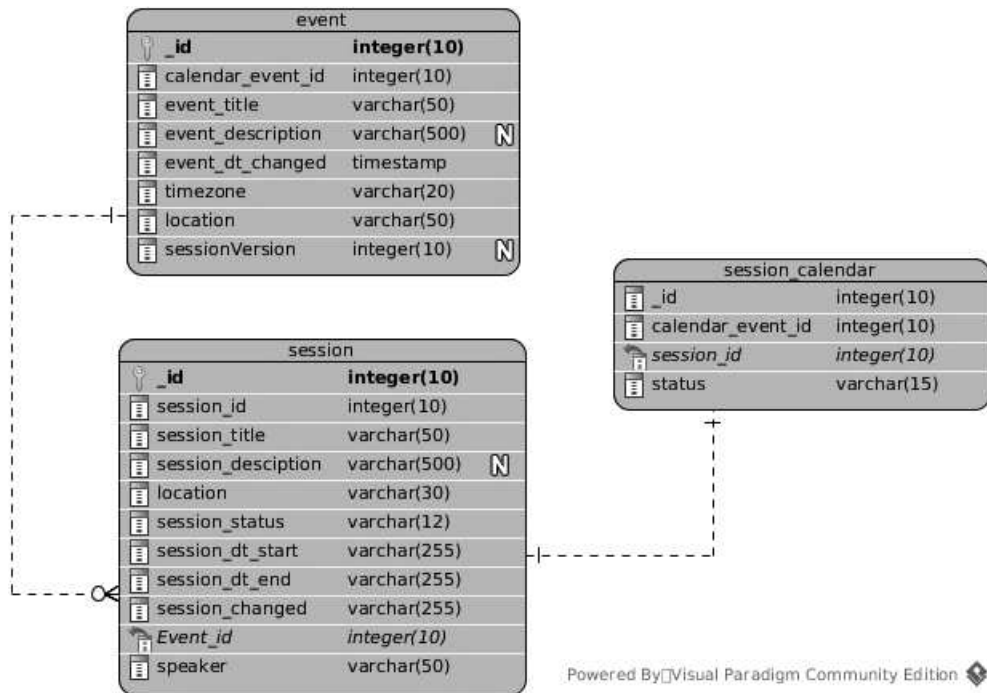 event
_id integer(10)
calendar_event_id integer(10)
event_title varchar(50)
event_description varchar(500) N
event_dt_changed timestamp
timezone varchar(20)
location varchar(50)
sessionVersion integer(10) N
session_calendar
_id integer(10)
calendar_event_id integer(10)
session_id integer(10)
status varchar(15)
session
_id integer(10)
session_id integer(10)
session_title varchar(50)
session_desciption varchar(500) N
location varchar(30)
session_status varchar(12)
session_dt_start varchar(255)
session_dt_end varchar(255)
session_changed varchar(255)
Event_id integer(10)
speaker varchar(50)
Powered By Visual Paradigm Community Edition